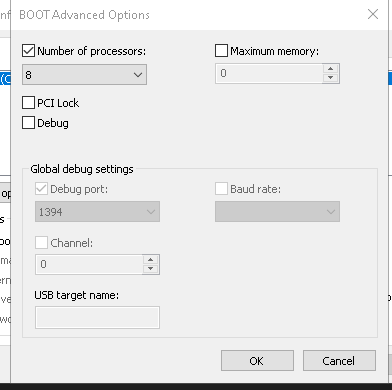 BOOT Advanced Options
Number of processors:
Maximum memory:
8
0
PCI Lock
Debug
Global debug settings
Debug port:
Baud rate:
1394
Channel:
0
USB target name:
OK
Cancel